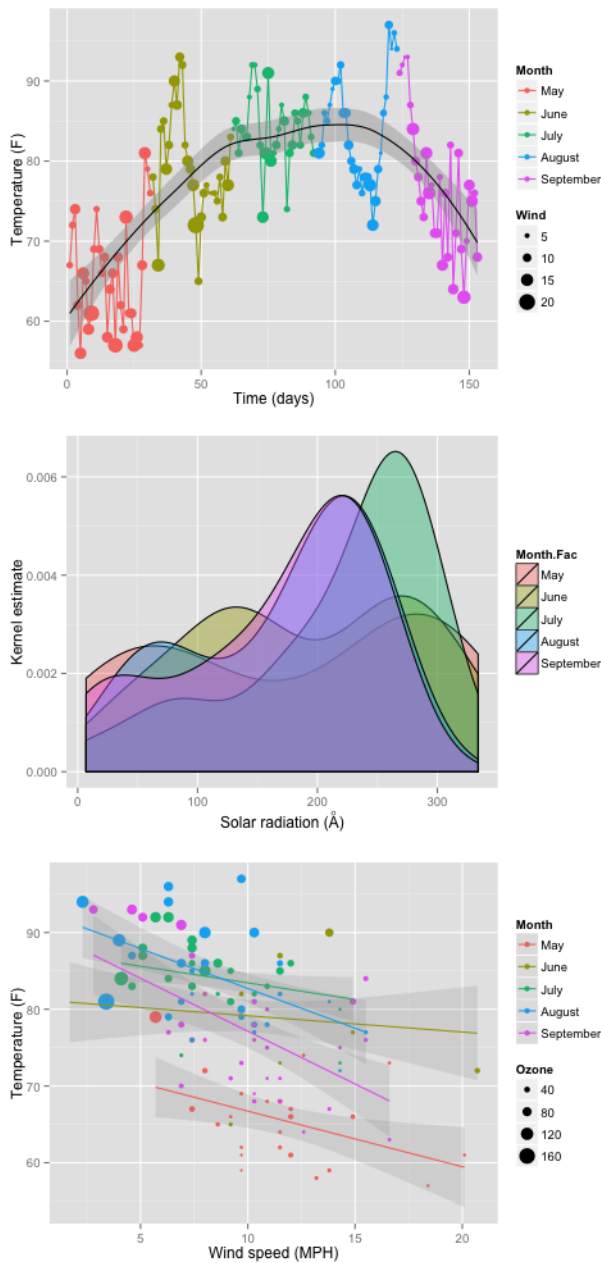 Temperature (F)
90
80
70
60
0
50
100
150
Time (days)
Month
May
June
July
August
September
Wind
5
10
15
20
Kernel estimate
0.006
0.004
0.002
0.000
0
100
200
300
Solar radiation (Å)
Month.Fac
May
June
July
August
September
Temperature (F)
90
80
70
60
5
10
15
20
Wind speed (MPH)
Month
May
June
July
August
September
Ozone
40
80
120
160